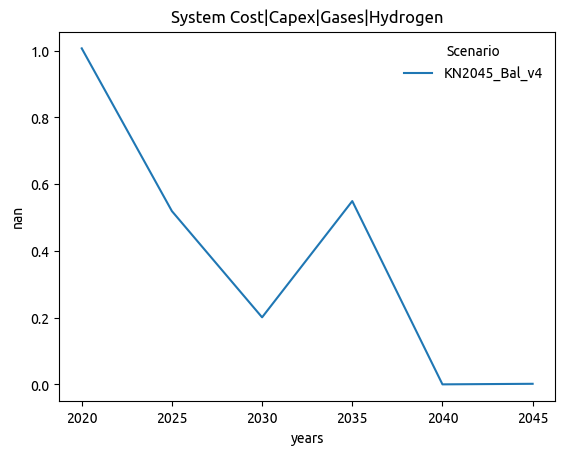 System Cost|Capex|Gases|Hydrogen
Scenario
KN2045_Bal_v4
1.0
0.8
0.6
0.4
0.2
0.0
nan
2020 2025 2030 2035 2040 2045
years